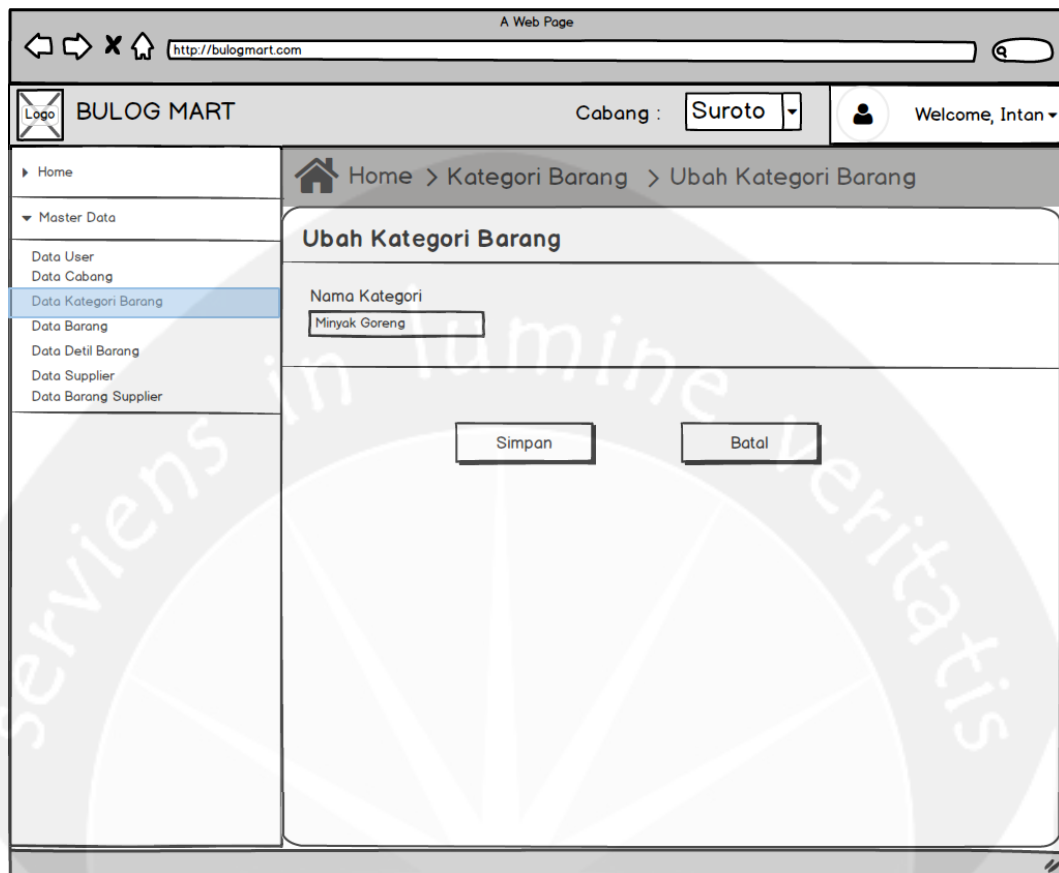 A Web Page
http://bulogmart.com
Logo BULOG MART Cabang : Suroto Welcome, Intan
Home
Master Data
Data User
Data Cabang
Data Kategori Barang
Data Barang
Data Detil Barang
Data Supplier
Data Barang Supplier
Home > Kategori Barang > Ubah Kategori Barang
Ubah Kategori Barang
Nama Kategori
Minyak Goreng
Simpan Batal
serviens in lumine veritatis